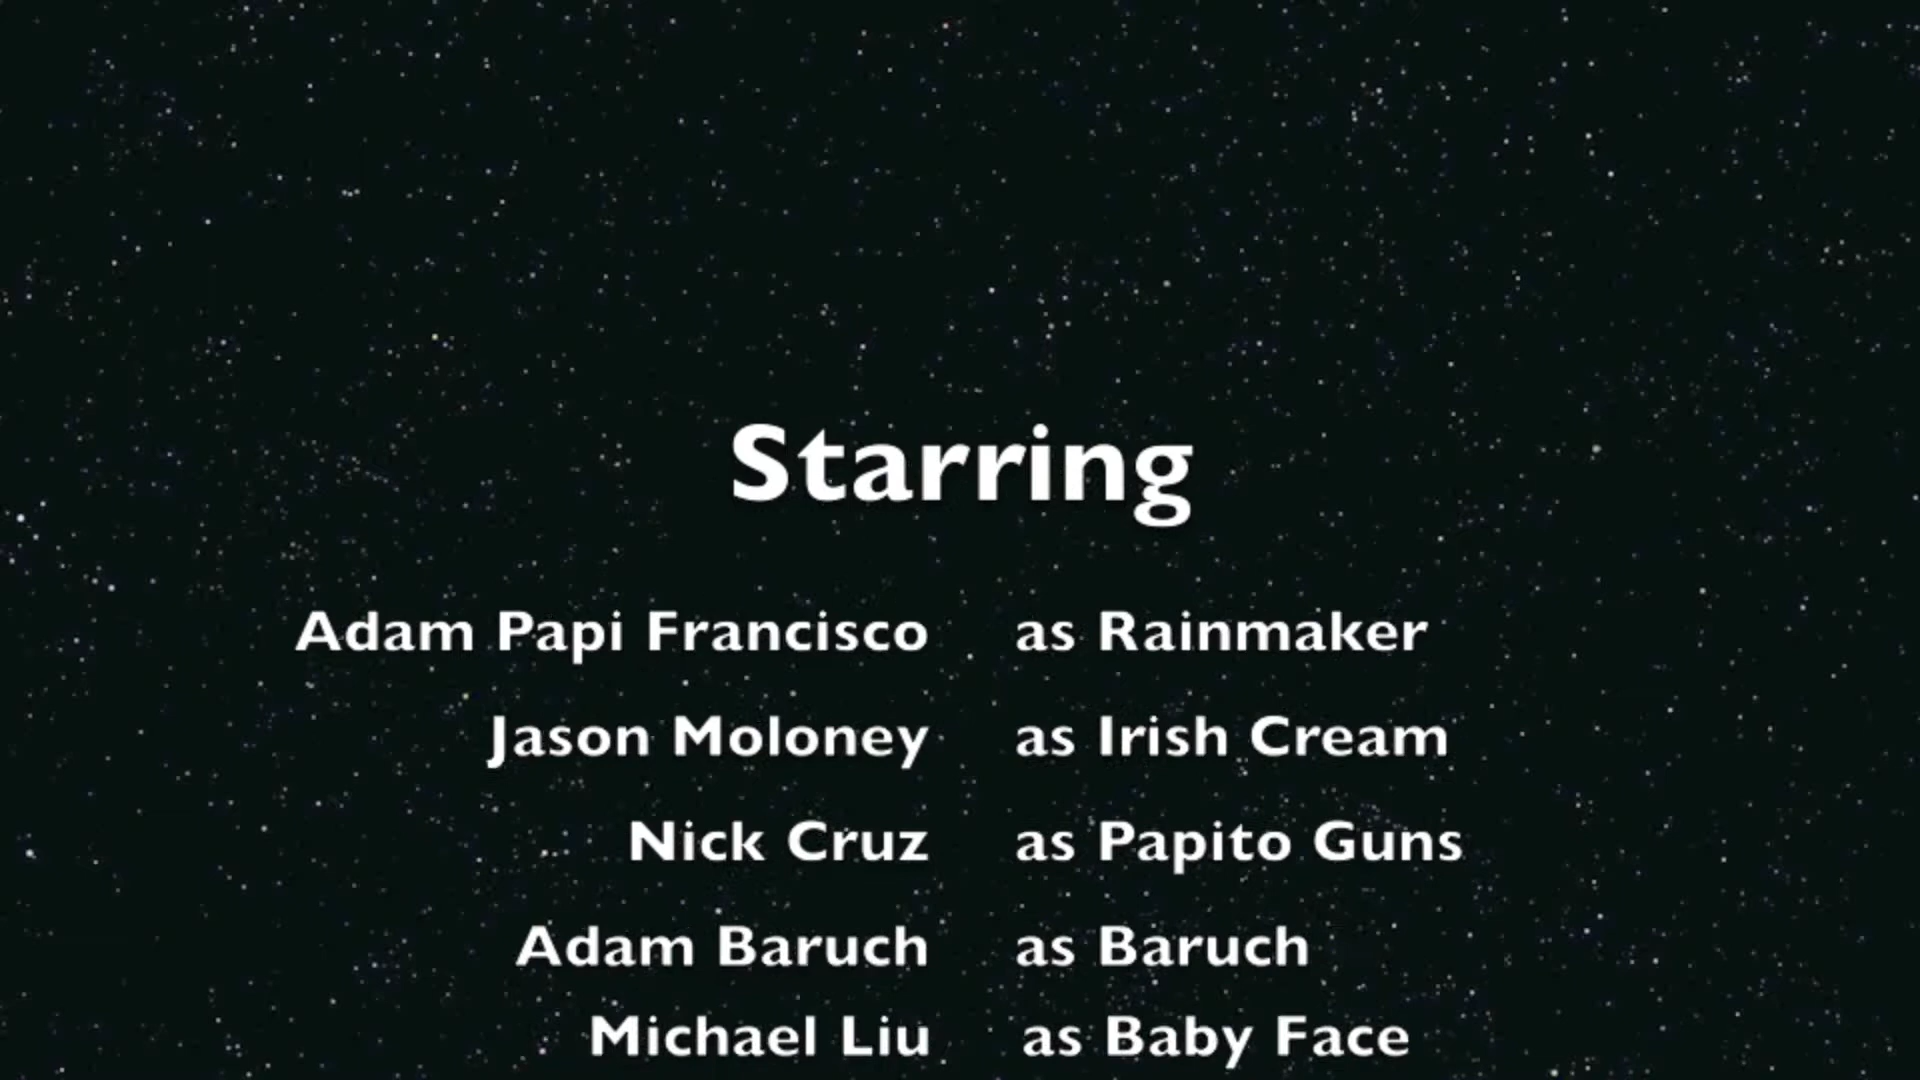 Starring
Adam Papi Francisco as Rainmaker
Jason Moloney as Irish Cream
Nick Cruz as Papito Guns
Adam Baruch as Baruch
Michael Liu as Baby Face